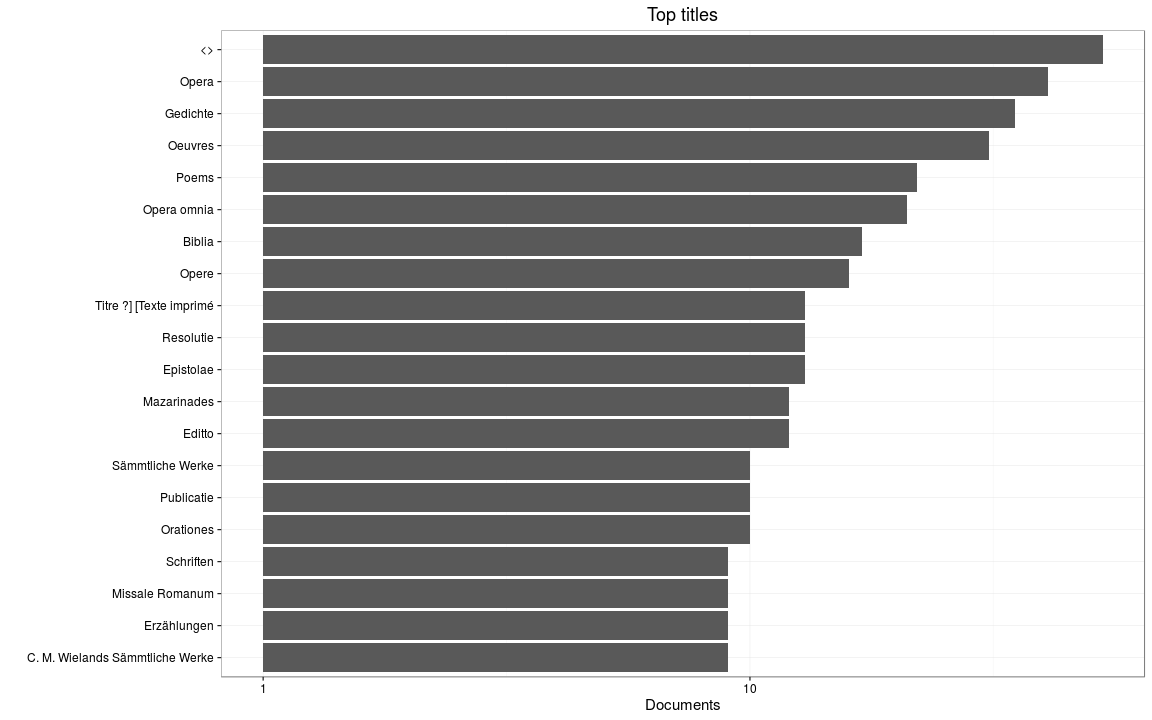 Top titles
<>
Opera
Gedichte
Oeuvres
Poems
Opera omnia
Biblia
Opere
Titre ?] [Texte imprimé
Resolutie
Epistolae
Mazarinades
Editto
Sämmtliche Werke
Publicatie
Orationes
Schriften
Missale Romanum
Erzählungen
C. M. Wielands Sämmtliche Werke
1 10
Documents